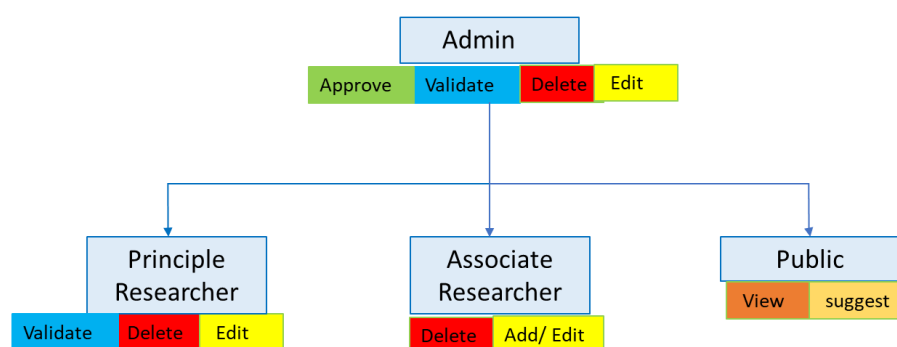 Admin
Approve Validate Delete Edit
Principle
Researcher
Validate Delete Edit
Associate
Researcher
Delete Add/ Edit
Public
View suggest